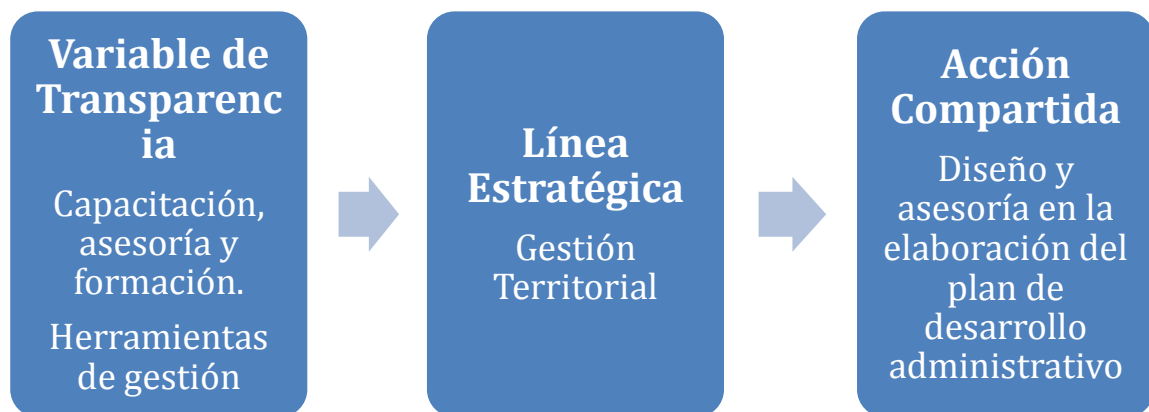 Variable de
Transparenc
ia
Capacitación,
asesoría y
formación.
Herramientas
de gestión
Línea
Estratégica
Gestión
Territorial
Acción
Compartida
Diseño y
asesoría en la
elaboración del
plan de
desarrollo
administrativo